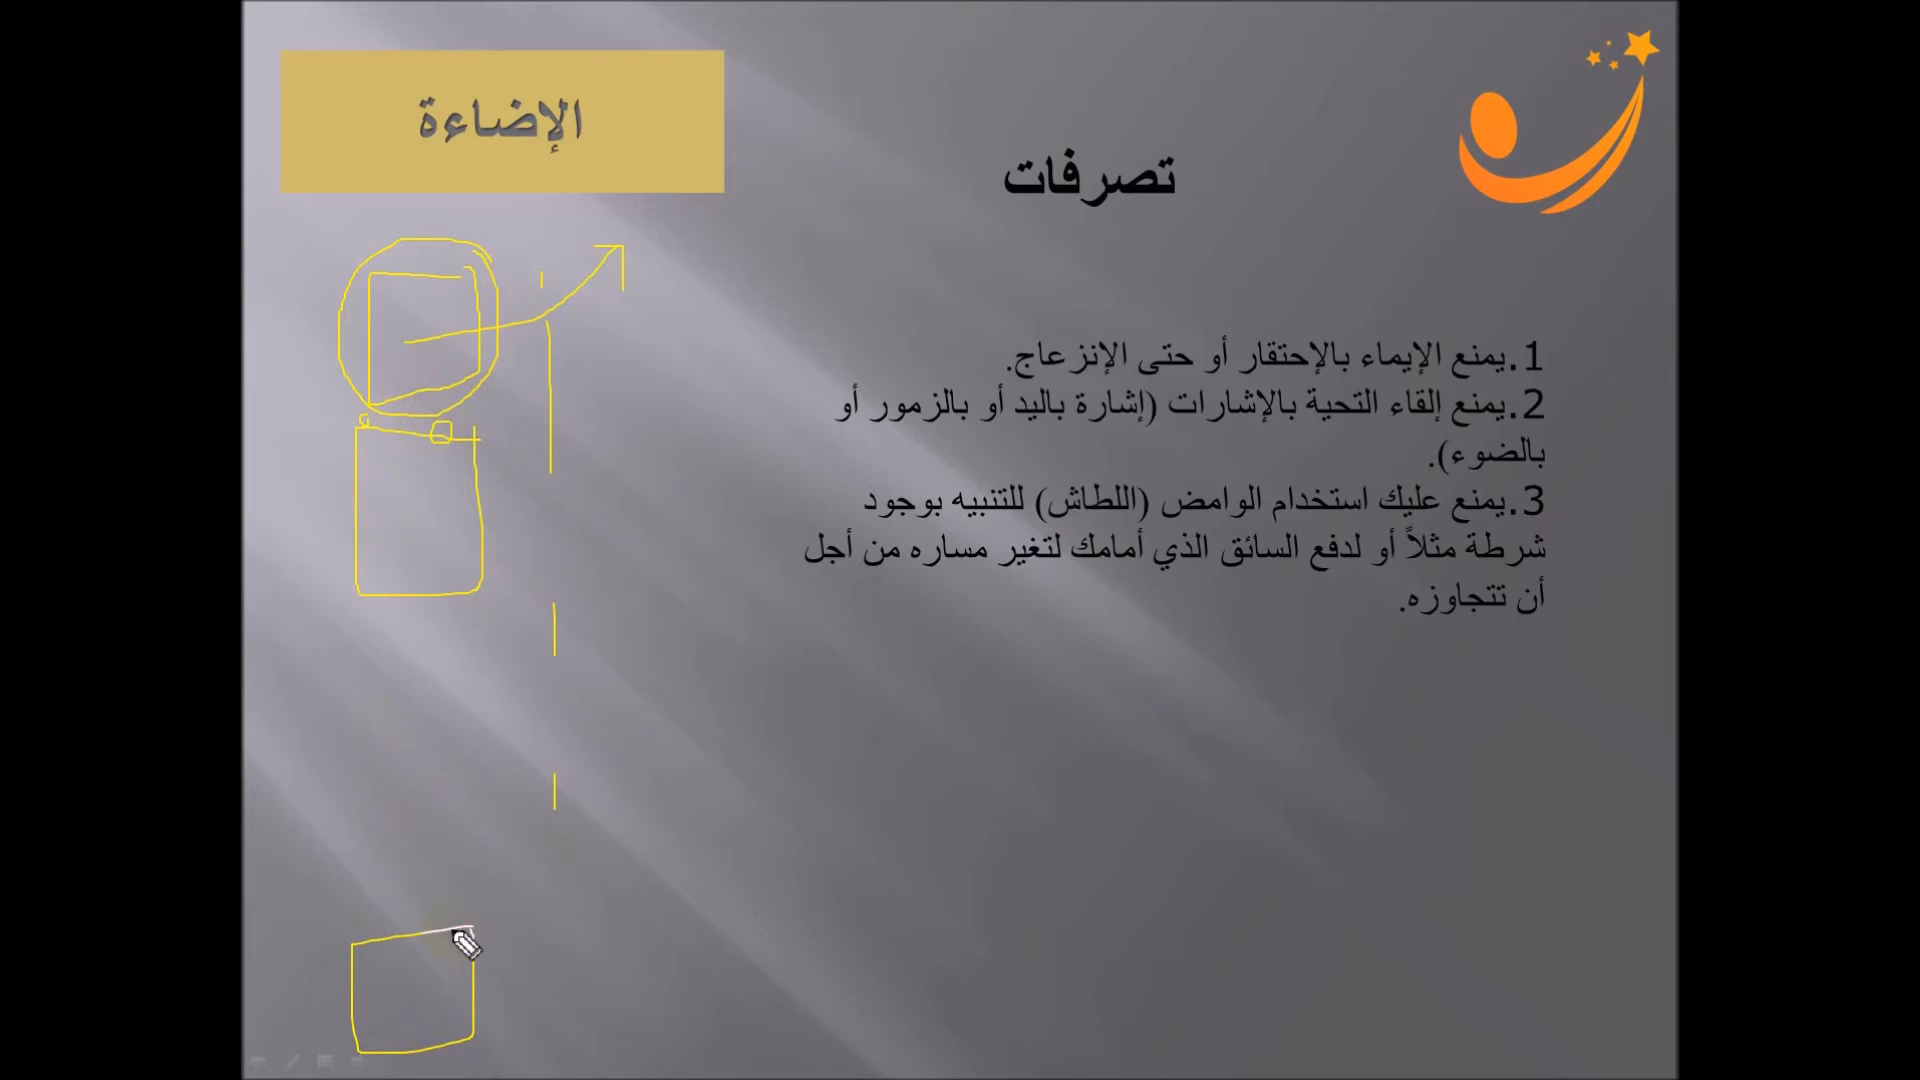 الإضاءة
تصرفات
1.يمنع الإيماء بالإحتقار أو حتى الإنزعاج.
2.يمنع إلقاء التحية بالإشارات (إشارة باليد أو بالزمور أو
بالضوء).
3.يمنع عليك استخدام الوامض (اللطاش) للتنبيه بوجود
شرطة مثلاً أو لدفع السائق الذي أمامك لتغير مساره من أجل
أن تتجاوزه.